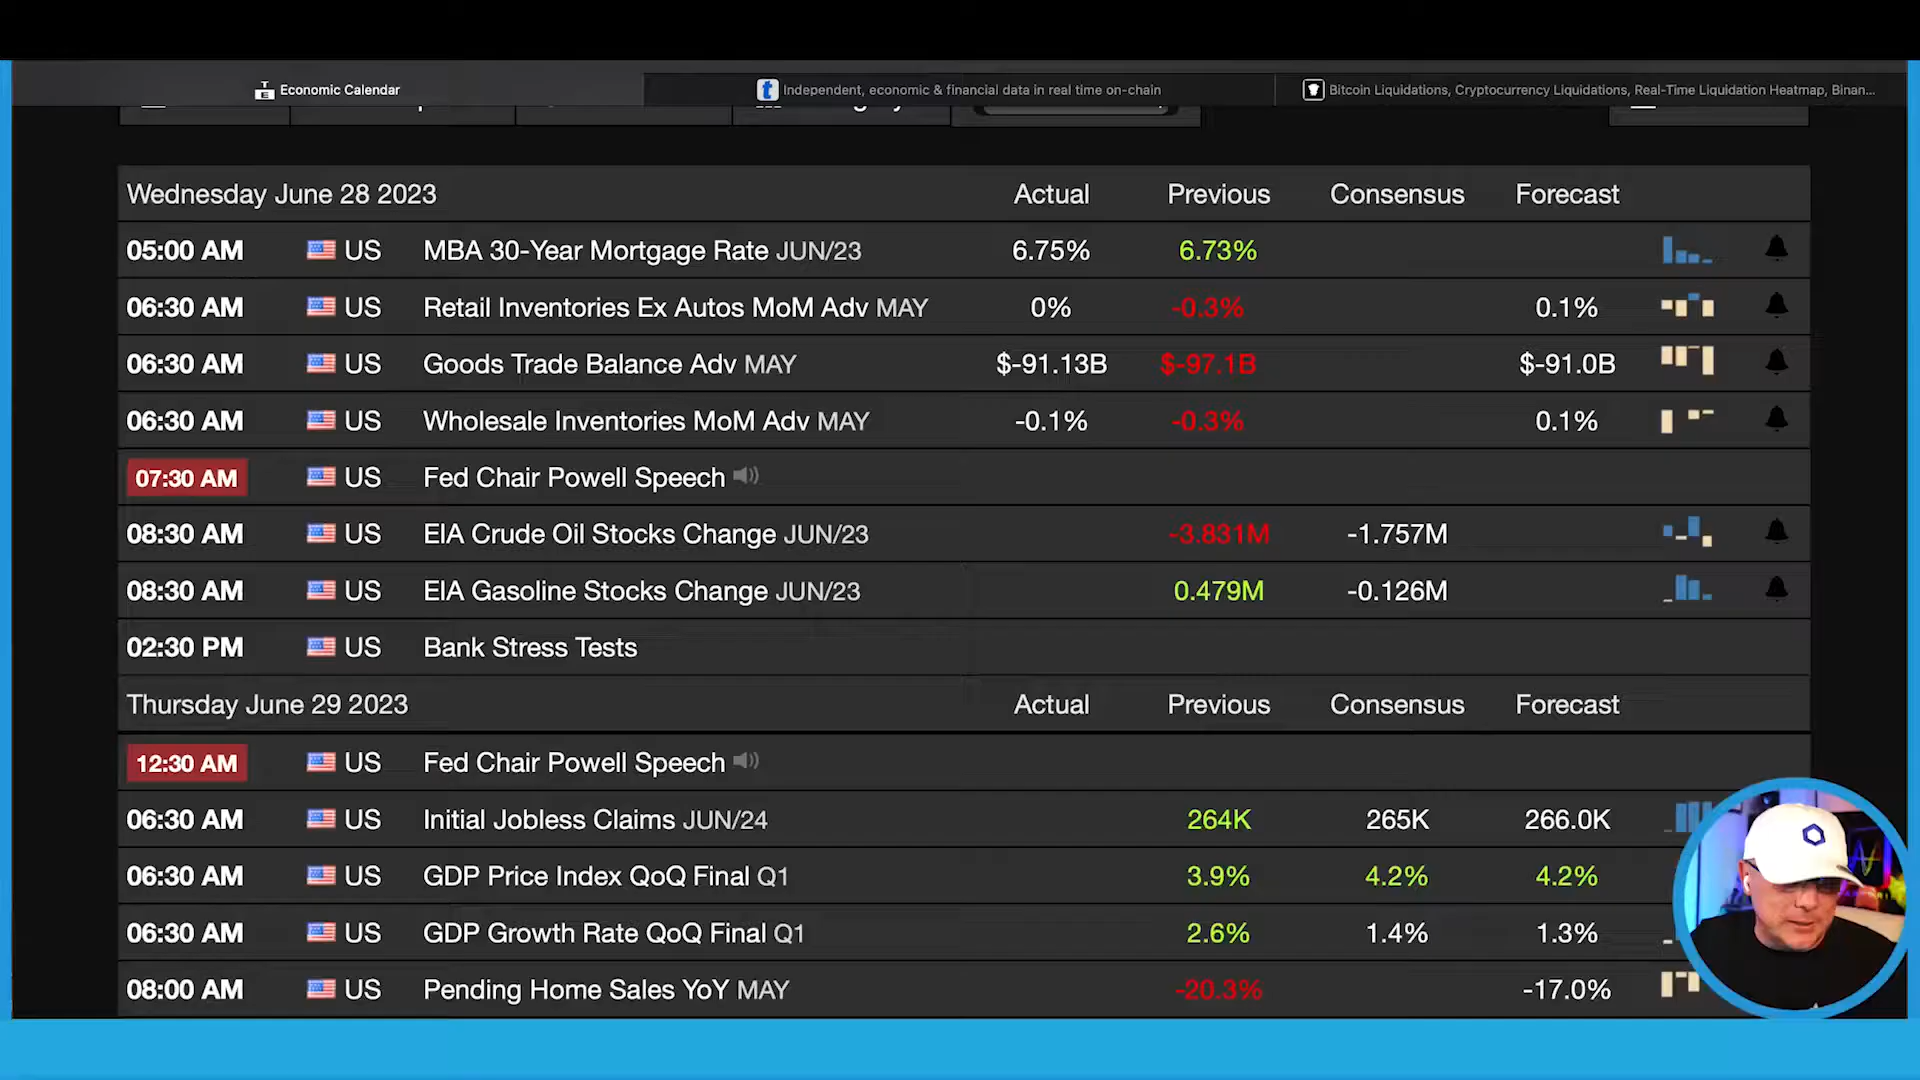 Economic Calendar
Independent, economic & financial data in real time on-chain
Bitcoin Liquidations, Cryptocurrency Liquidations, Real-Time Liquidation Heatmap, Binan...
Wednesday June 28 2023 Actual Previous Consensus Forecast
05:00 AM US MBA 30-Year Mortgage Rate JUN/23 6.75% 6.73%
06:30 AM US Retail Inventories Ex Autos MoM Adv MAY 0% -0.3% 0.1%
06:30 AM US Goods Trade Balance Adv MAY $-91.13B $-97.1B $-91.0B
06:30 AM US Wholesale Inventories MoM Adv MAY -0.1% -0.3% 0.1%
07:30 AM US Fed Chair Powell Speech
08:30 AM US EIA Crude Oil Stocks Change JUN/23 -3.831M -1.757M
08:30 AM US EIA Gasoline Stocks Change JUN/23 0.479M -0.126M
02:30 PM US Bank Stress Tests
Thursday June 29 2023 Actual Previous Consensus Forecast
12:30 AM US Fed Chair Powell Speech
06:30 AM US Initial Jobless Claims JUN/24 264K 265K 266.0K
06:30 AM US GDP Price Index QoQ Final Q1 3.9% 4.2% 4.2%
06:30 AM US GDP Growth Rate QoQ Final Q1 2.6% 1.4% 1.3%
08:00 AM US Pending Home Sales YoY MAY -20.3% -17.0%